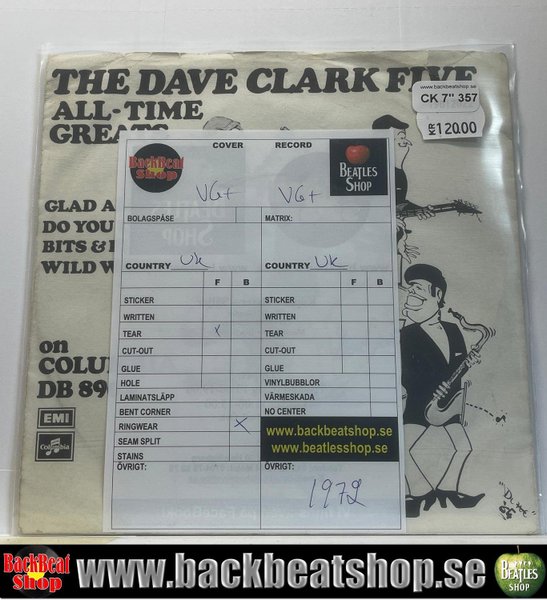 THE DAVE CLARK FIVE
ALL-TIME
GREATS
www.backbeatshop.se
CK 7" 357
KR 120.00
GLAD A
DO YOU
BITS &
WILD W
on
COLU
DB 89
EMI
Columbia
BackBeat
Shop
COVER
RECORD
BEATLES
SHOP
VG+
VG+
BOLAGSPÅSE
MATRIX:
COUNTRY UK
COUNTRY UK
F B
F B
STICKER
STICKER
WRITTEN
WRITTEN
TEAR x
TEAR
CUT-OUT
CUT-OUT
GLUE
GLUE
HOLE
VINYLBUBBLOR
LAMINATSLÄPP
VÄRMESKADA
BENT CORNER
NO CENTER
RINGWEAR x
SEAM SPLIT
STAINS
www.backbeatshop.se
www.beatlesshop.se
ÖVRIGT:
ÖVRIGT:
1972
BackBeat
Shop
www.backbeatshop.se
BEATLES
SHOP